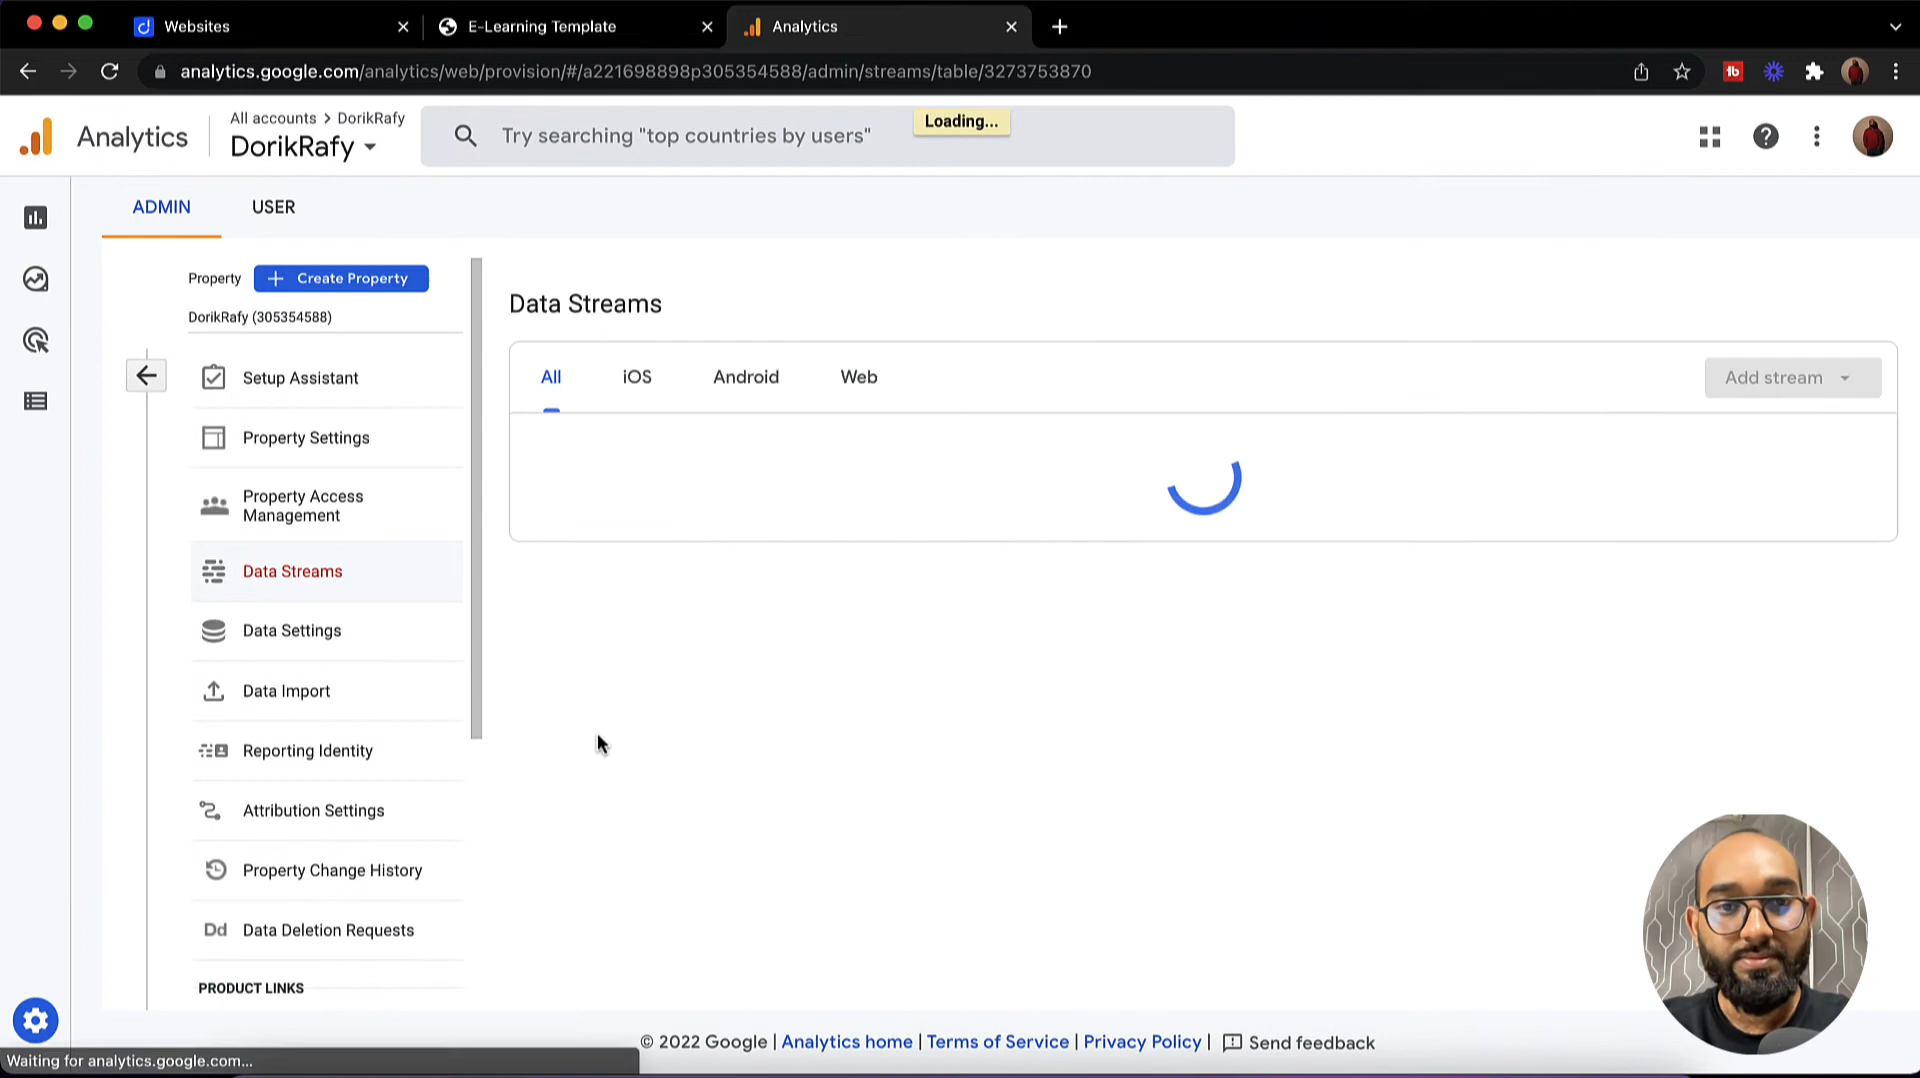 Websites
E-Learning Template
Analytics
analytics.google.com/analytics/web/provision/#/a221698898p305354588/admin/streams/table/3273753870
Analytics
All accounts > DorikRafy
DorikRafy
Try searching "top countries by users"
Loading...
ADMIN
USER
Property
Create Property
DorikRafy (305354588)
Setup Assistant
Property Settings
Property Access
Management
Data Streams
Data Settings
Data Import
Reporting Identity
Attribution Settings
Property Change History
Dd Data Deletion Requests
PRODUCT LINKS
Data Streams
All
iOS
Android
Web
Add stream
© 2022 Google | Analytics home | Terms of Service | Privacy Policy | Send feedback
Waiting for analytics.google.com...